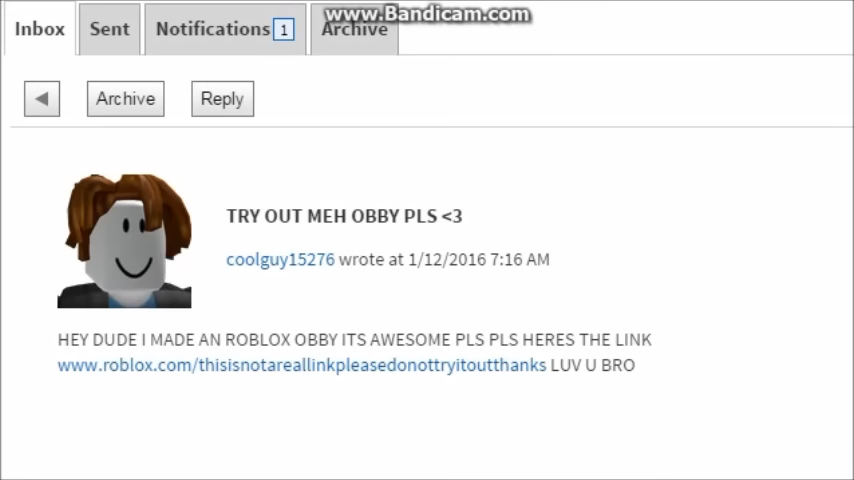 www.Bandicam.com
Inbox Sent Notifications 1 Archive
Archive Reply
TRY OUT MEH OBBY PLS <3
coolguy15276 wrote at 1/12/2016 7:16 AM
HEY DUDE I MADE AN ROBLOX OBBY ITS AWESOME PLS PLS HERES THE LINK
www.roblox.com/thisisnotareallinkpleasedonottryitoutthanks LUV U BRO